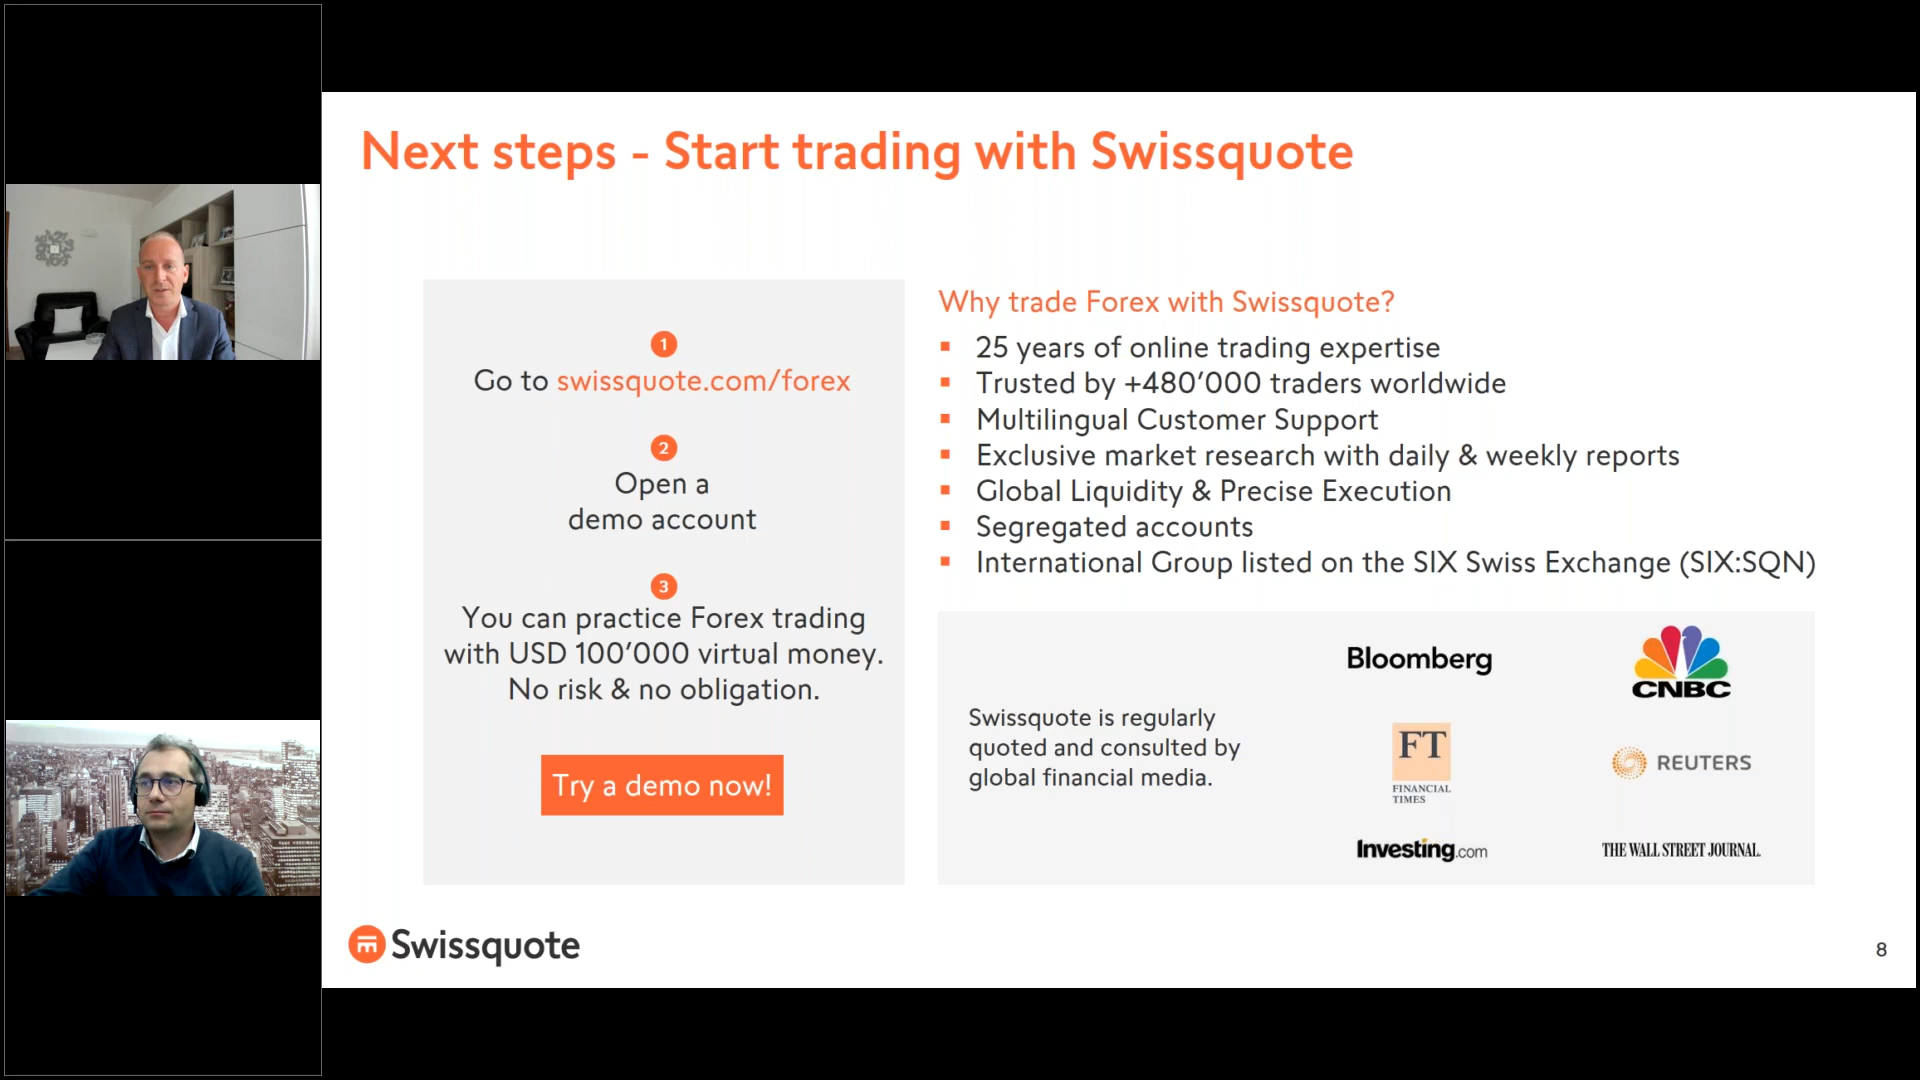 Next steps - Start trading with Swissquote
1
Go to swissquote.com/forex
2
Open a
demo account
3
You can practice Forex trading
with USD 100’000 virtual money.
No risk & no obligation.
Try a demo now!
Why trade Forex with Swissquote?
25 years of online trading expertise
Trusted by +480’000 traders worldwide
Multilingual Customer Support
Exclusive market research with daily & weekly reports
Global Liquidity & Precise Execution
Segregated accounts
International Group listed on the SIX Swiss Exchange (SIX:SQN)
Swissquote is regularly
quoted and consulted by
global financial media.
Bloomberg
CNBC
FT
FINANCIAL
TIMES
REUTERS
Investing.com
THE WALL STREET JOURNAL.
Swissquote
8